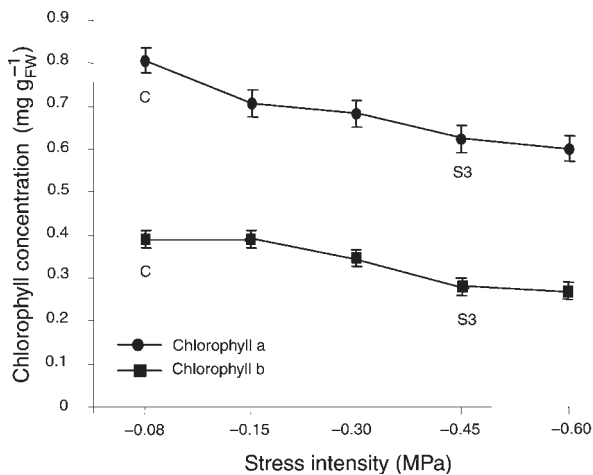 Chlorophyll concentration (mg g⁻¹FW)
0.9
0.8
0.7
0.6
0.5
0.4
0.3
0.2
0.1
0
C
S3
C
S3
Chlorophyll a
Chlorophyll b
−0.08 −0.15 −0.30 −0.45 −0.60
Stress intensity (MPa)